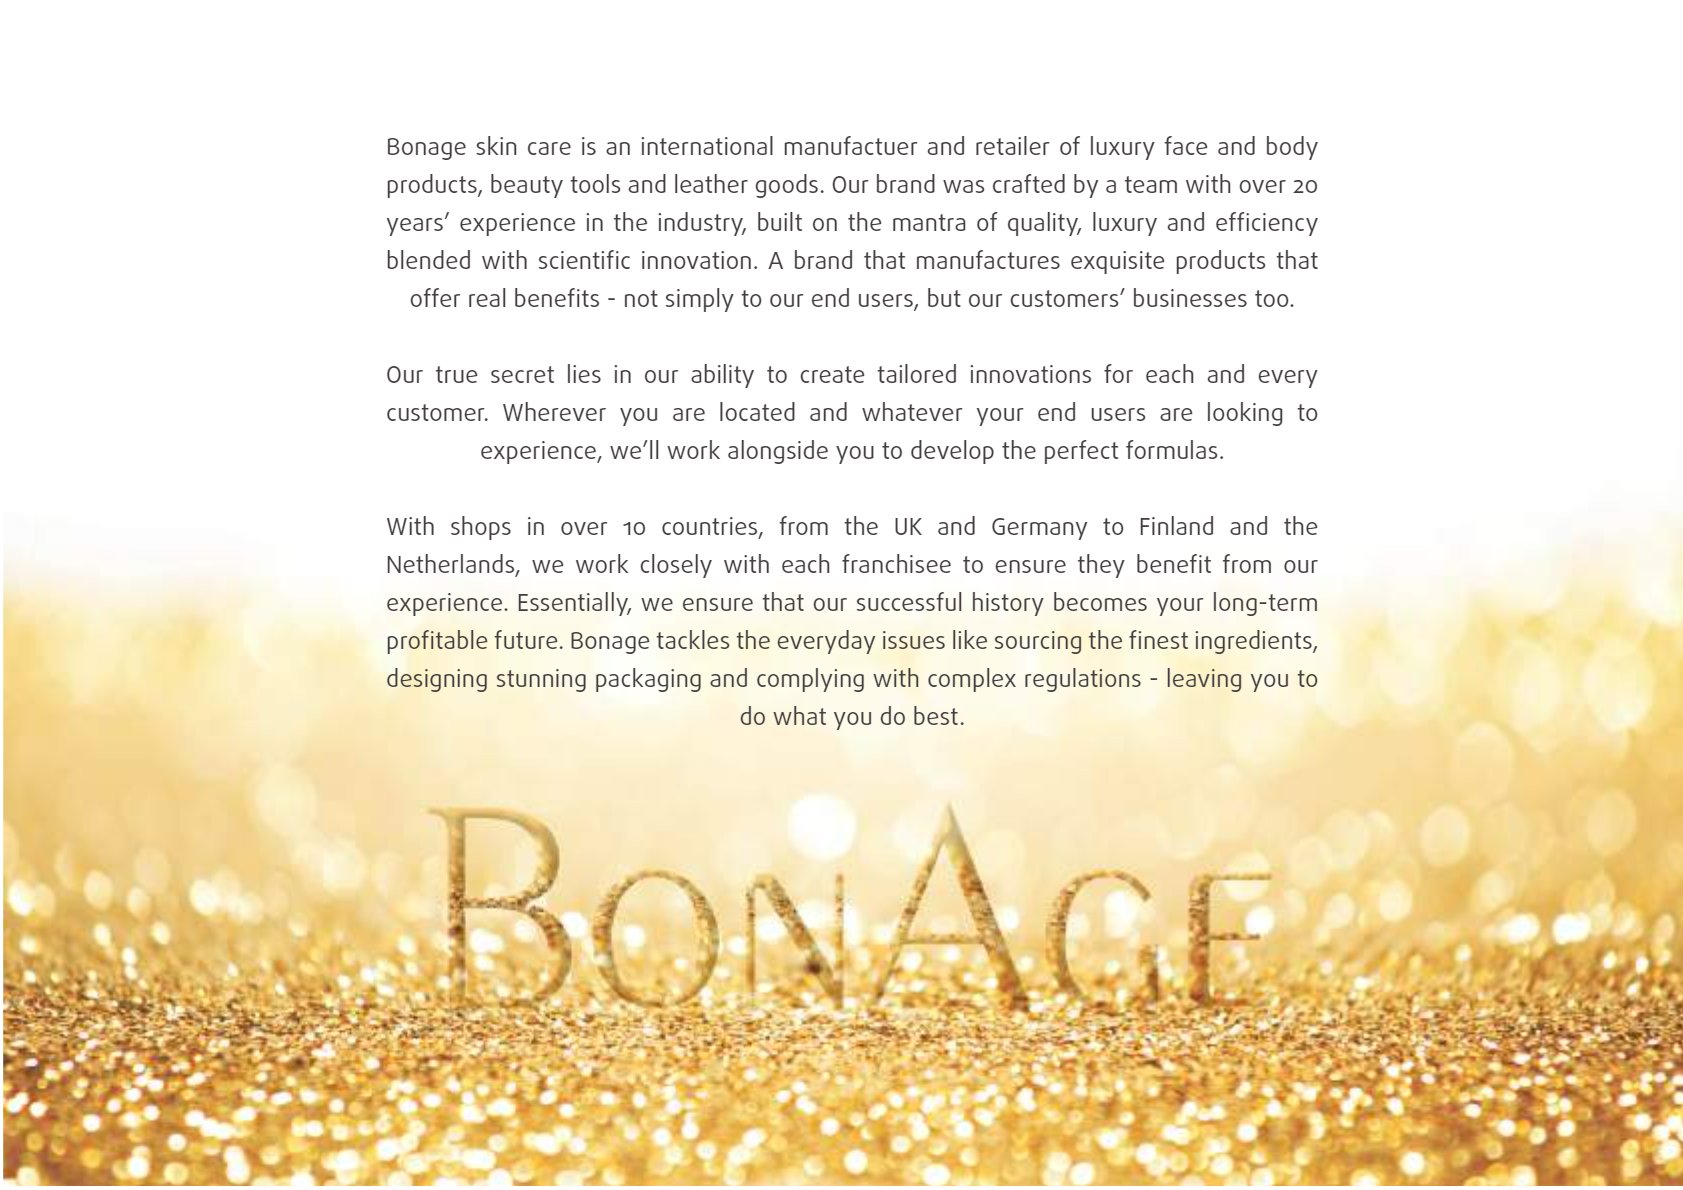 Bonage skin care is an international manufactuer and retailer of luxury face and body
products, beauty tools and leather goods. Our brand was crafted by a team with over 20
years’ experience in the industry, built on the mantra of quality, luxury and efficiency
blended with scientific innovation. A brand that manufactures exquisite products that
offer real benefits - not simply to our end users, but our customers’ businesses too.
Our true secret lies in our ability to create tailored innovations for each and every
customer. Wherever you are located and whatever your end users are looking to
experience, we’ll work alongside you to develop the perfect formulas.
With shops in over 10 countries, from the UK and Germany to Finland and the
Netherlands, we work closely with each franchisee to ensure they benefit from our
experience. Essentially, we ensure that our successful history becomes your long-term
profitable future. Bonage tackles the everyday issues like sourcing the finest ingredients,
designing stunning packaging and complying with complex regulations - leaving you to
do what you do best.
BONAGE